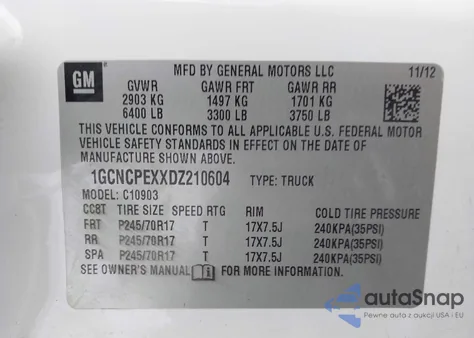 GM
MFD BY GENERAL MOTORS LLC 11/12
GVWR GAWR FRT GAWR RR
2903 KG 1497 KG 1701 KG
6400 LB 3300 LB 3750 LB
THIS VEHICLE CONFORMS TO ALL APPLICABLE U.S. FEDERAL MOTOR
VEHICLE SAFETY STANDARDS IN EFFECT ON THE DATE OF
MANUFACTURE SHOWN ABOVE.
1GCNCPEXXDZ210604 TYPE: TRUCK
MODEL: C10903
CC8T TIRE SIZE SPEED RTG RIM COLD TIRE PRESSURE
FRT P245/70R17 T 17X7.5J 240KPA(35PSI)
RR P245/70R17 T 17X7.5J 240KPA(35PSI)
SPA P245/70R17 T 17X7.5J 240KPA(35PSI)
SEE OWNER'S MANUAL FOR MORE INFORMATION.
autoSnap
Pewne auta z aukcji USA i EU